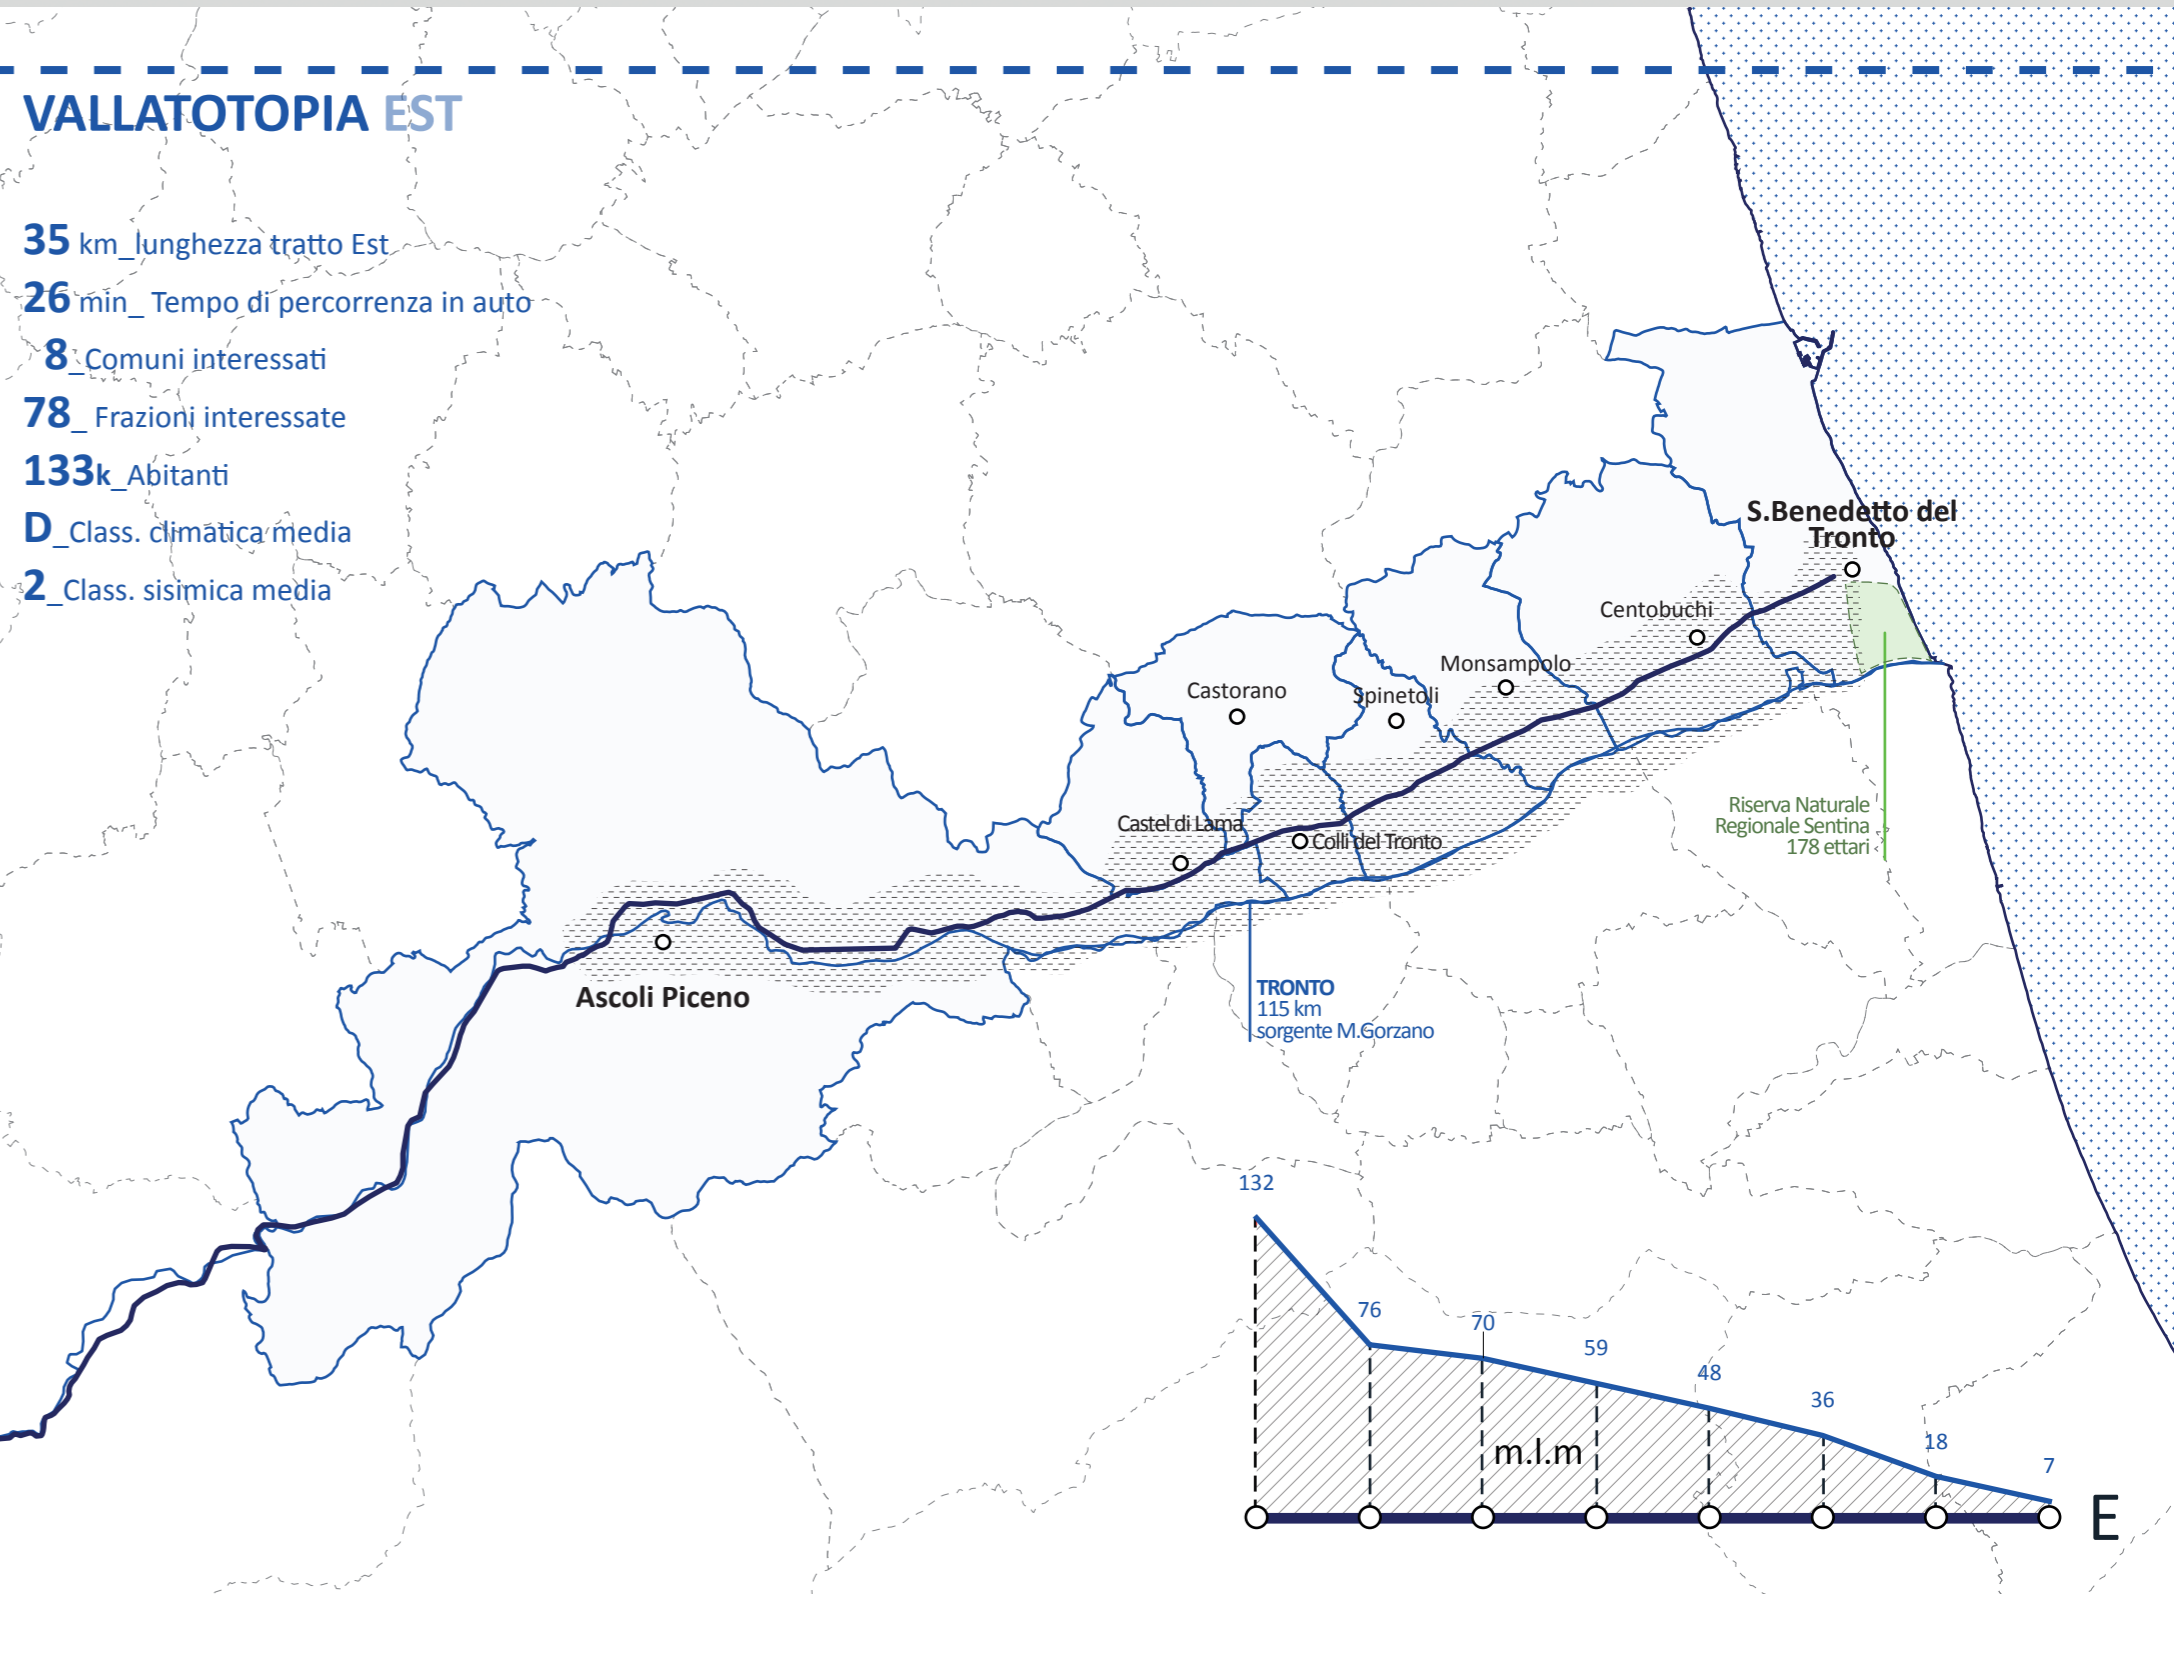 VALLATOTOPIA EST
35 km_lunghezza tratto Est
26 min_ Tempo di percorrenza in auto
8_Comuni interessati
78_ Frazioni interessate
133k_Abitanti
D_Class. climatica media
2_Class. sisimica media
S.Benedetto del
Tronto
Centobuchi
Monsampolo
Castorano
Spinetoli
Castel di Lama
Colli del Tronto
Riserva Naturale
Regionale Sentina
178 ettari
Ascoli Piceno
TRONTO
115 km
sorgente M.Gorzano
132
76
70
59
48
36
18
7
m.l.m
E